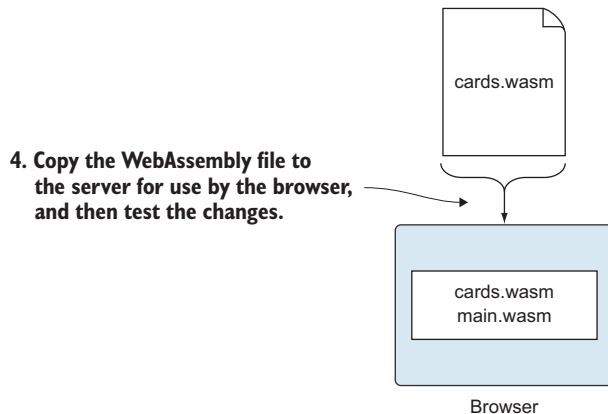 cards.wasm
4. Copy the WebAssembly file to
the server for use by the browser,
and then test the changes.
cards.wasm
main.wasm
Browser